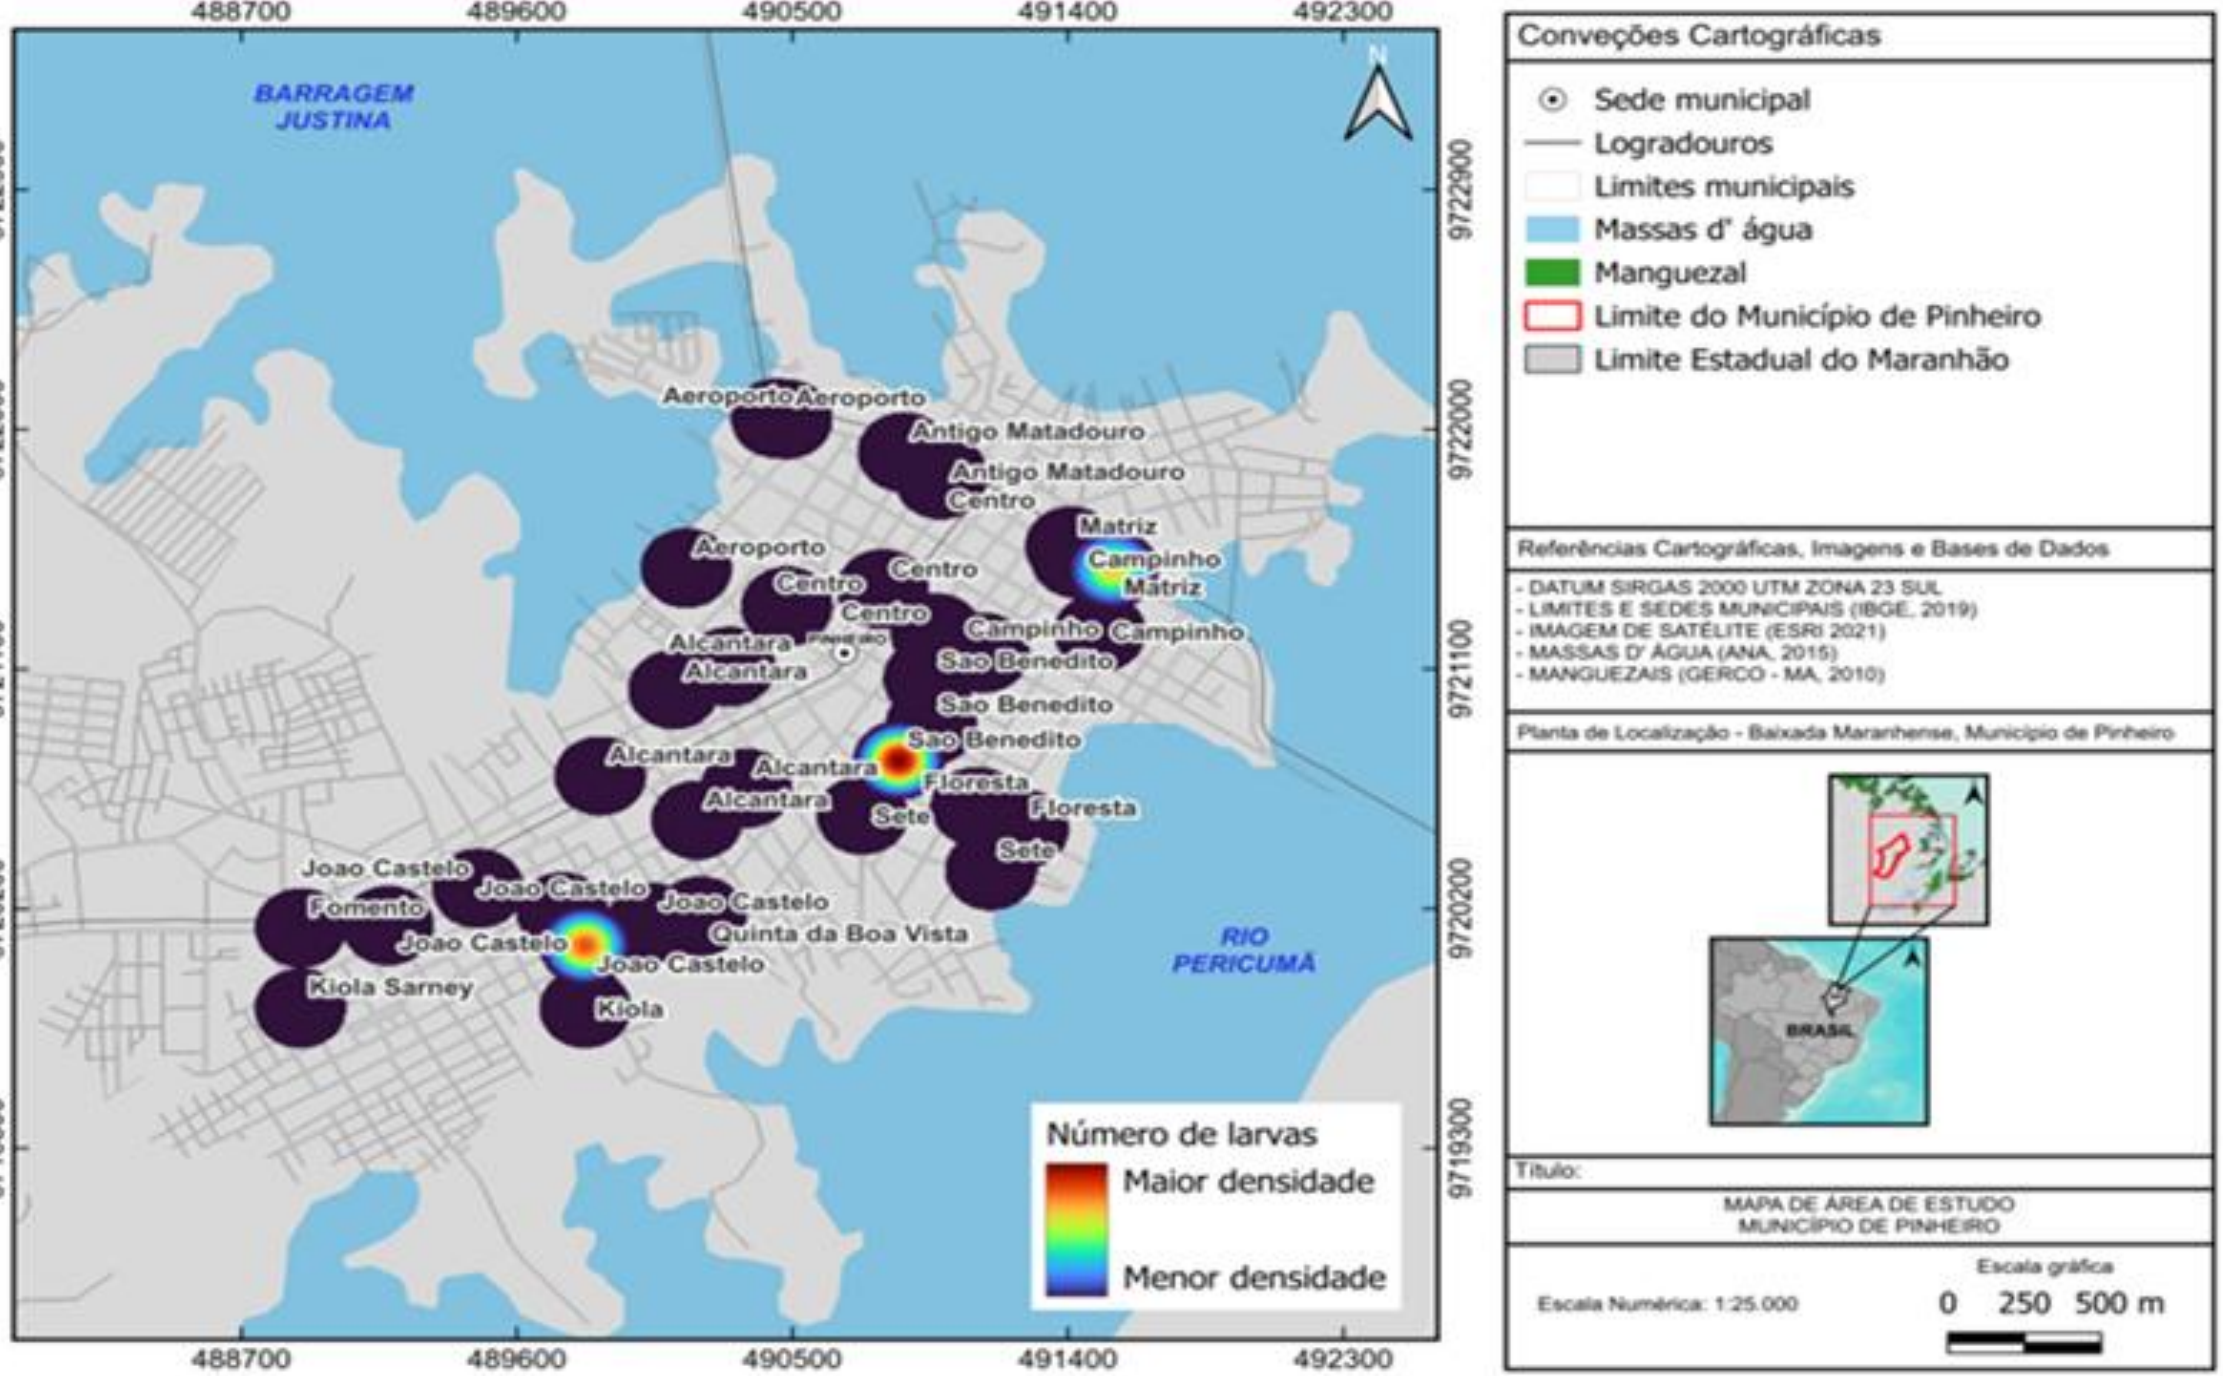 488700 489600 490500 491400 492300
BARRAGEM
JUSTINA
N
9722900
9722000
9721100
9720200
9719300
Aeroporto Aeroporto
Antigo Matadouro
Antigo Matadouro
Centro
Matriz
Aeroporto
Campinho
Centro
Centro
Matriz
Centro
Campinho
Campinho
PINHEIRO
Alcantara
Sao Benedito
Alcantara
Sao Benedito
Sao Benedito
Alcantara
Alcantara
Floresta
Alcantara
Floresta
Sete
Sete
Joao Castelo
Joao Castelo
Joao Castelo
Fomento
Quinta da Boa Vista
Joao Castelo
Joao Castelo
Kiola Sarney
Kiola
RIO
PERICUMÃ
Número de larvas
Maior densidade
Menor densidade
488700 489600 490500 491400 492300
Conveções Cartográficas
Sede municipal
Logradouros
Limites municipais
Massas d' água
Manguezal
Limite do Município de Pinheiro
Limite Estadual do Maranhão
Referências Cartográficas, Imagens e Bases de Dados
- DATUM SIRGAS 2000 UTM ZONA 23 SUL
- LIMITES E SEDES MUNICIPAIS (IBGE, 2019)
- IMAGEM DE SATÉLITE (ESRI 2021)
- MASSAS D' ÁGUA (ANA, 2015)
- MANGUEZAIS (GERCO - MA, 2010)
Planta de Localização - Baixada Maranhense, Município de Pinheiro
BRASIL
Título:
MAPA DE ÁREA DE ESTUDO
MUNICÍPIO DE PINHEIRO
Escala Numérica: 1:25.000
Escala gráfica
0 250 500 m